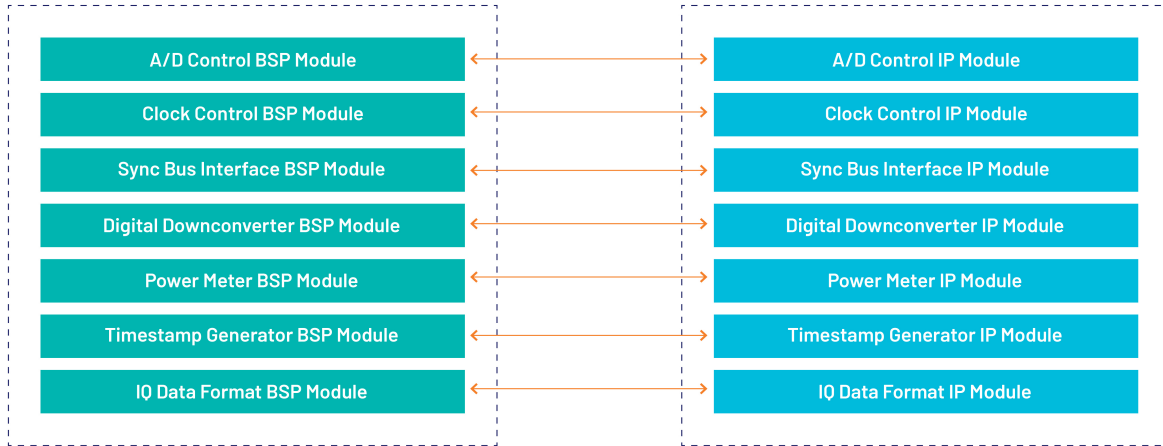 A/D Control BSP Module
A/D Control IP Module
Clock Control BSP Module
Clock Control IP Module
Sync Bus Interface BSP Module
Sync Bus Interface IP Module
Digital Downconverter BSP Module
Digital Downconverter IP Module
Power Meter BSP Module
Power Meter IP Module
Timestamp Generator BSP Module
Timestamp Generator IP Module
IQ Data Format BSP Module
IQ Data Format IP Module